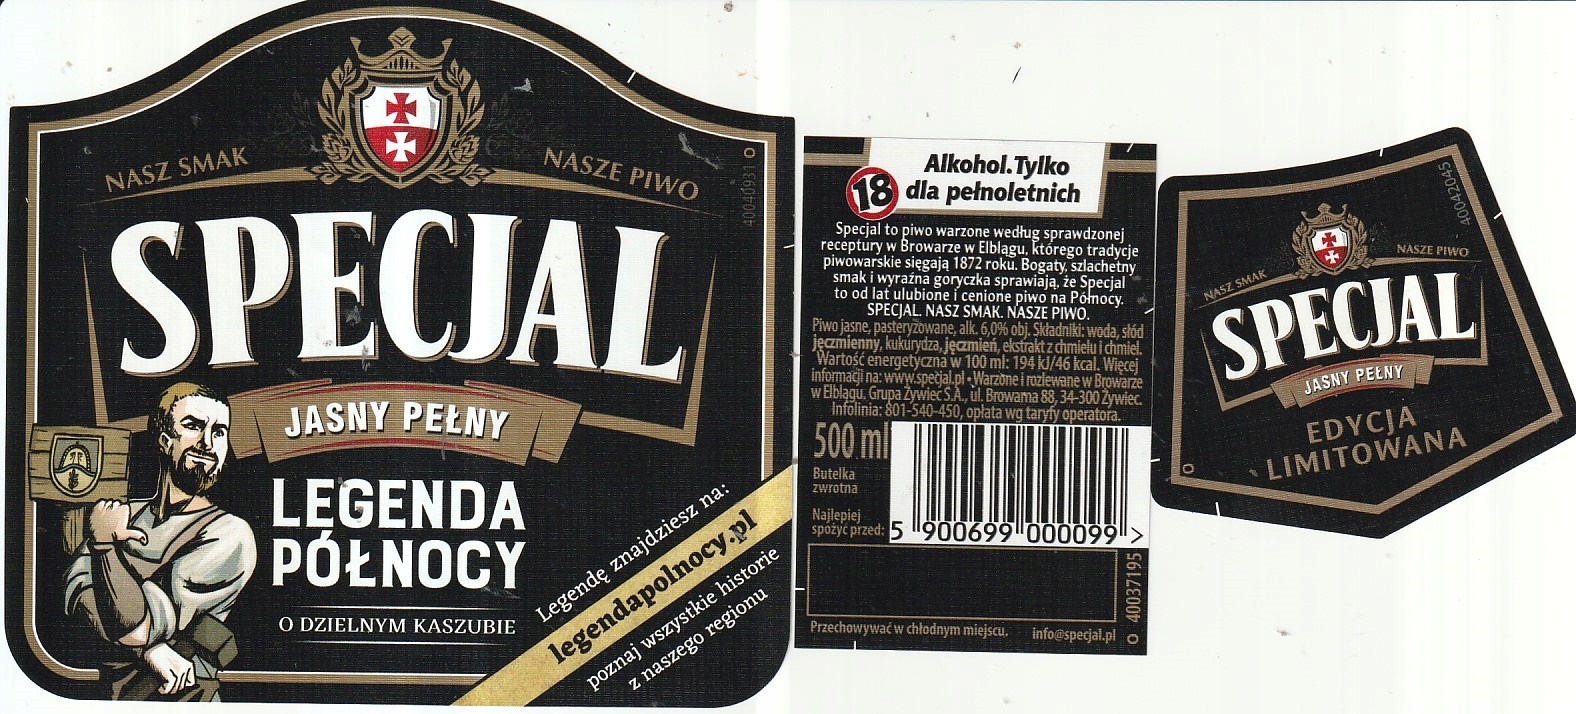 NASZ SMAK
NASZE PIWO
40040931
SPECJAL
JASNY PEŁNY
LEGENDA
PÓŁNOCY
O DZIELNYM KASZUBIE
Legendę znajdziesz na:
legendapolnocy.pl
poznaj wszystkie historie
z naszego regionu
18
Alkohol.Tylko
dla pełnoletnich
Specjal to piwo warzone według sprawdzonej
receptury w Browarze w Elblągu, którego tradycje
piwowarskie sięgają 1872 roku. Bogaty, szlachetny
smak i wyraźna goryczka sprawiają, że Specjal
to od lat ulubione i cenione piwo na Północy.
SPECJAL. NASZ SMAK. NASZE PIWO.
Piwo jasne, pasteryzowane, alk. 6,0% obj. Składniki: woda, słód
jęczmienny, kukurydza, jęczmień, ekstrakt z chmielu i chmiel.
Wartość energetyczna w 100 ml: 194 kJ/46 kcal. Więcej
informacji na: www.specjal.pl • Warzone i rozlewane w Browarze
w Elblągu. Grupa Żywiec S.A., ul. Browarna 88, 34-300 Żywiec.
Infolinia: 801-540-450, opłata wg taryfy operatora.
500 ml
Butelka
zwrotna
Najlepiej
spożyć przed:
5 900699 000099 >
Przechowywać w chłodnym miejscu. info@specjal.pl
40037195
40042045
NASZ SMAK
NASZE PIWO
SPECJAL
JASNY PEŁNY
EDYCJA
LIMITOWANA